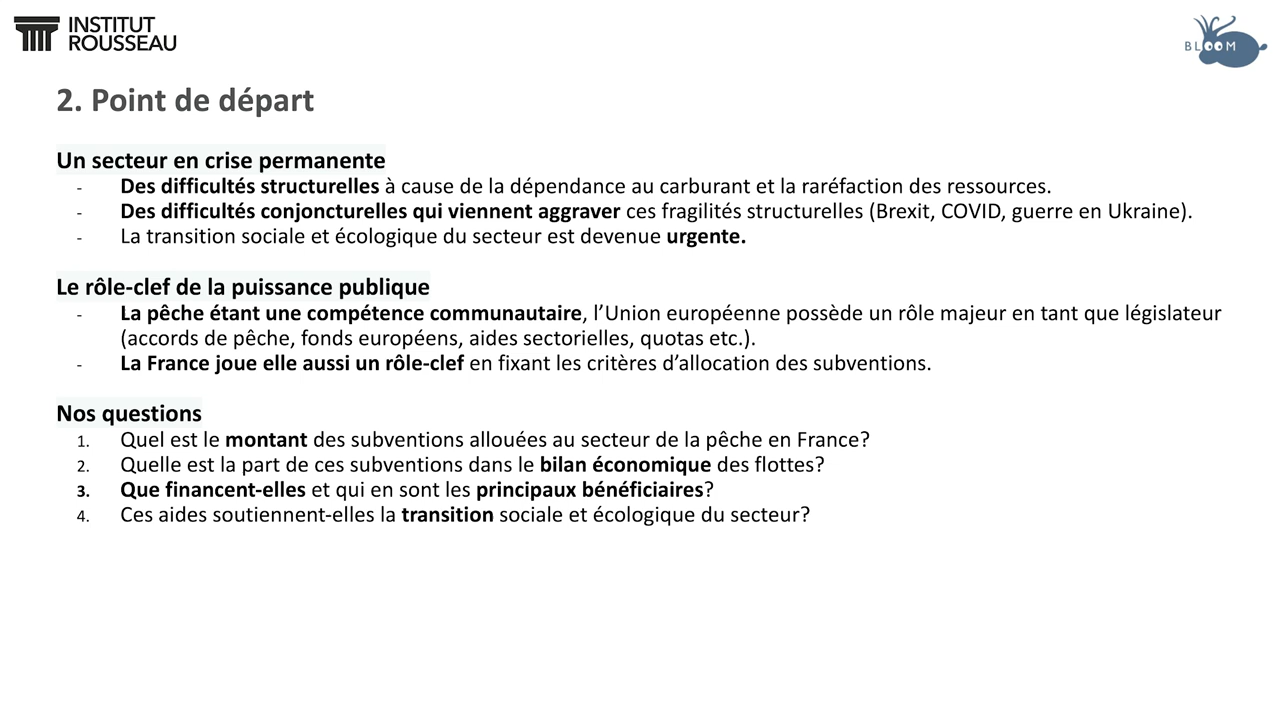 INSTITUT
ROUSSEAU
BLOOM
2. Point de départ
Un secteur en crise permanente
- Des difficultés structurelles à cause de la dépendance au carburant et la raréfaction des ressources.
- Des difficultés conjoncturelles qui viennent aggraver ces fragilités structurelles (Brexit, COVID, guerre en Ukraine).
- La transition sociale et écologique du secteur est devenue urgente.
Le rôle-clef de la puissance publique
- La pêche étant une compétence communautaire, l’Union européenne possède un rôle majeur en tant que législateur
(accords de pêche, fonds européens, aides sectorielles, quotas etc.).
- La France joue elle aussi un rôle-clef en fixant les critères d’allocation des subventions.
Nos questions
1. Quel est le montant des subventions allouées au secteur de la pêche en France?
2. Quelle est la part de ces subventions dans le bilan économique des flottes?
3. Que financent-elles et qui en sont les principaux bénéficiaires?
4. Ces aides soutiennent-elles la transition sociale et écologique du secteur?